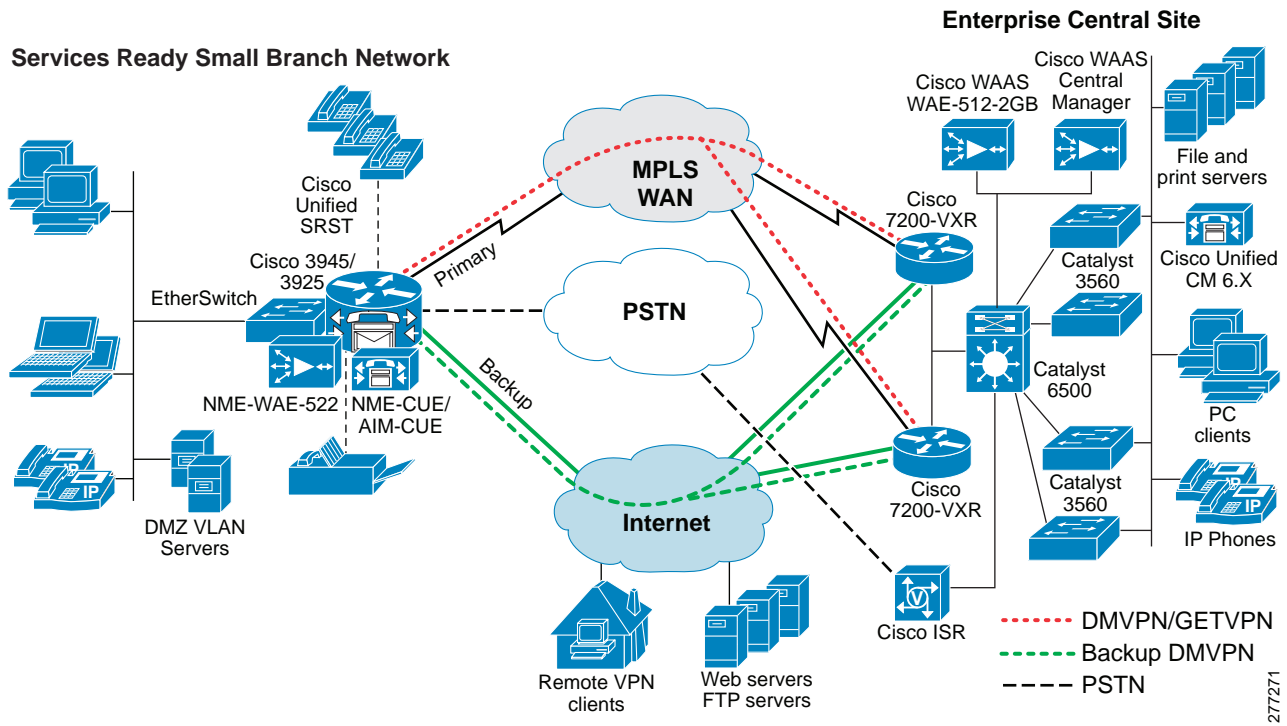 Enterprise Central Site
Services Ready Small Branch Network
Cisco WAAS
WAE-512-2GB
Cisco WAAS
Central
Manager
File and
print servers
Cisco
Unified
SRST
MPLS
WAN
Cisco
7200-VXR
Cisco 3945/
3925
Primary
Catalyst
3560
Cisco Unified
CM 6.X
EtherSwitch
PSTN
NME-WAE-522
NME-CUE/
AIM-CUE
Backup
Catalyst
6500
PC
clients
IP
IP
DMZ VLAN
Servers
Internet
Cisco
7200-VXR
Catalyst
3560
IP
IP
IP Phones
V
Cisco ISR
Remote VPN
clients
Web servers
FTP servers
DMVPN/GETVPN
Backup DMVPN
PSTN
277271